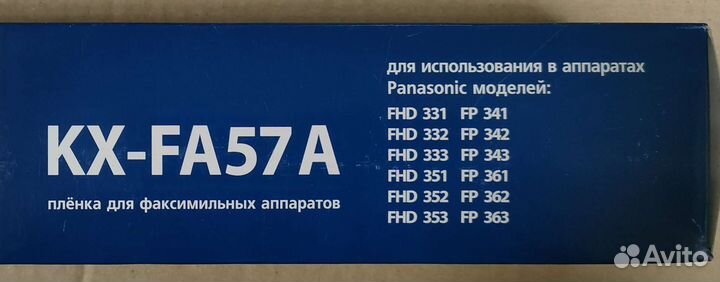 KX-FA57A
плёнка для факсимильных аппаратов
для использования в аппаратах
Panasonic моделей:
FHD 331 FP 341
FHD 332 FP 342
FHD 333 FP 343
FHD 351 FP 361
FHD 352 FP 362
FHD 353 FP 363
Avito